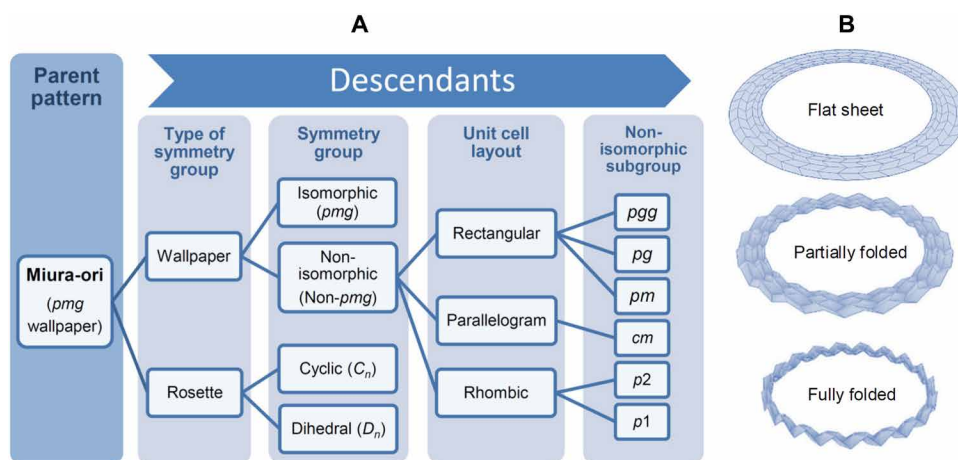 A
B
Parent
pattern
Descendants
Type of
symmetry
group
Symmetry
group
Unit cell
layout
Non-
isomorphic
subgroup
Miura-ori
(pmg
wallpaper)
Wallpaper
Rosette
Isomorphic
(pmg)
Non-
isomorphic
(Non-pmg)
Cyclic (Cn)
Dihedral (Dn)
Rectangular
Parallelogram
Rhombic
pgg
pg
pm
cm
p2
p1
Flat sheet
Partially folded
Fully folded